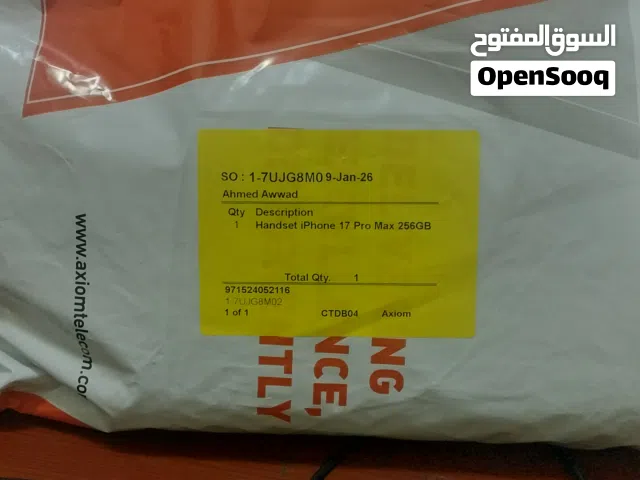 السوق المفتوح
OpenSooq
SO : 1-7UJG8M0 9-Jan-26
Ahmed Awwad
Qty Description
1 Handset iPhone 17 Pro Max 256GB
Total Qty. 1
971524052116
1-7UJG8M02
1 of 1 CTDB04 Axiom
www.axiomtelecom.com
NG
NCE,
NTLY